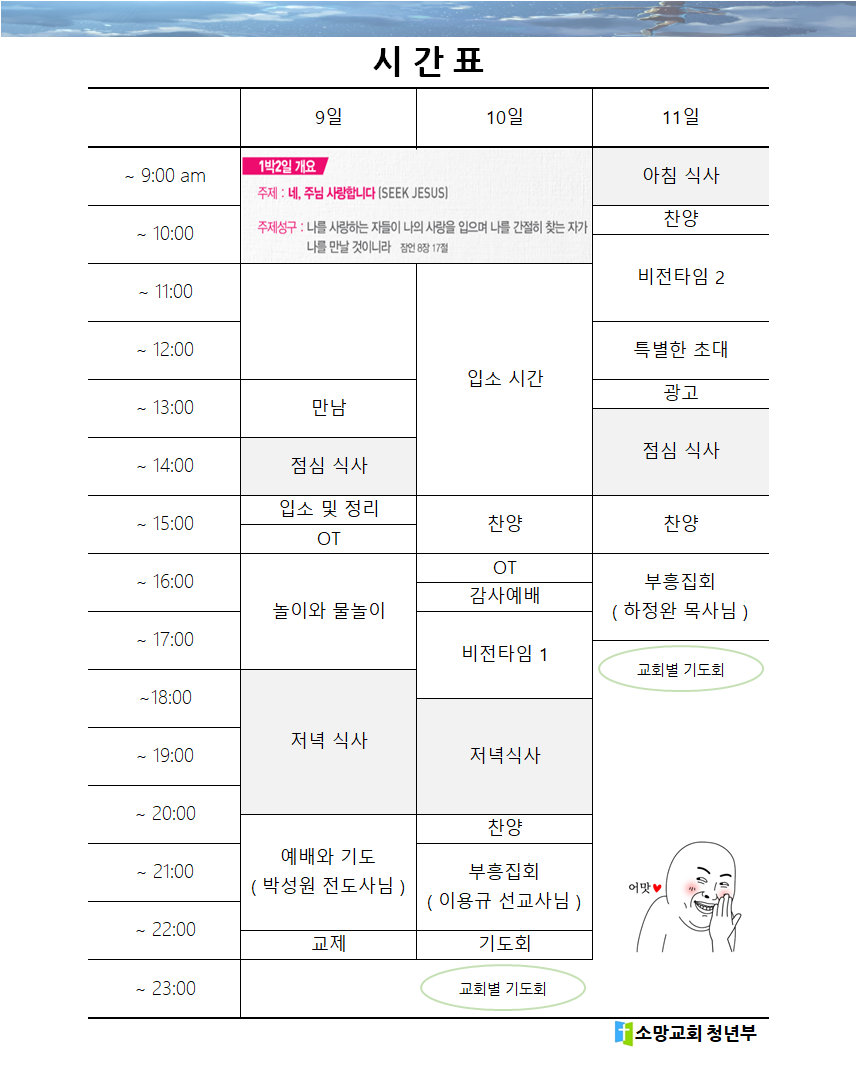 시 간 표
9일
10일
11일
~ 9:00 am
1박2일 개요
주제 : 네, 주님 사랑합니다 (SEEK JESUS)
주제성구 : 나를 사랑하는 자들이 나의 사랑을 입으며 나를 간절히 찾는 자가
나를 만날 것이니라 잠언 8장 17절
아침 식사
~ 10:00
찬양
비전타임 2
~ 11:00
~ 12:00
입소 시간
특별한 초대
~ 13:00
만남
광고
~ 14:00
점심 식사
점심 식사
~ 15:00
입소 및 정리
OT
찬양
찬양
~ 16:00
놀이와 물놀이
OT
감사예배
부흥집회
( 하정완 목사님 )
~ 17:00
비전타임 1
교회별 기도회
~18:00
저녁 식사
~ 19:00
저녁식사
~ 20:00
찬양
~ 21:00
예배와 기도
( 박성원 전도사님 )
부흥집회
( 이용규 선교사님 )
어맛♥
~ 22:00
교제
기도회
~ 23:00
교회별 기도회
소망교회 청년부